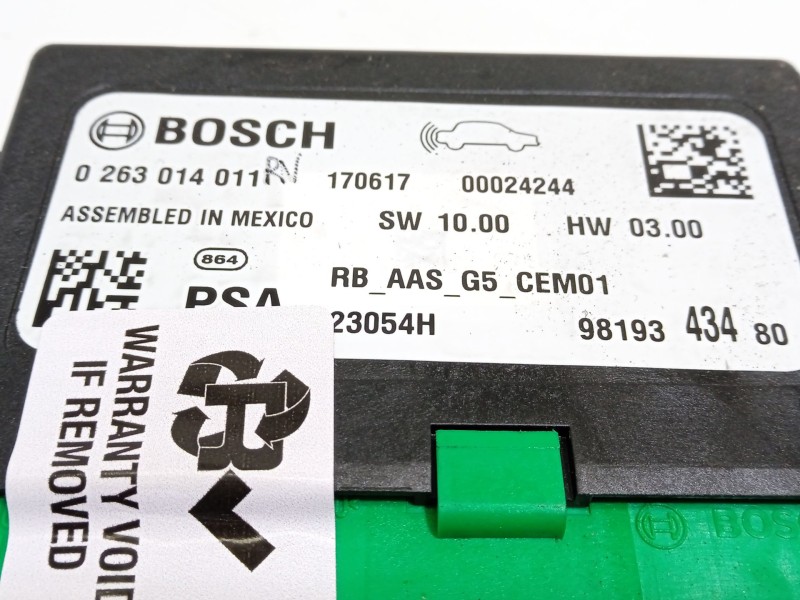 BOSCH
0 263 014 011 RV 170617 00024244
ASSEMBLED IN MEXICO SW 10.00 HW 03.00
864 RB_AAS_G5_CEM01
PSA
23054H 98193 434 80
WARRANTY VOID
IF REMOVED
BOSCH